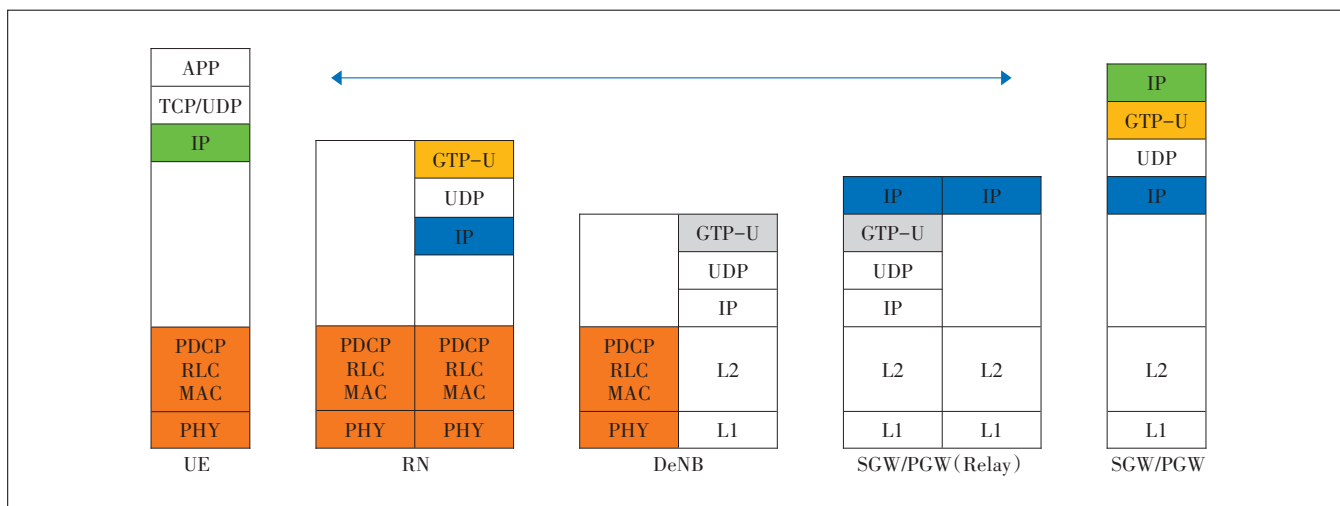 APP
TCP/UDP
IP
PDCP
RLC
MAC
PHY
UE
GTP-U
UDP
IP
PDCP
RLC
MAC
PHY
PDCP
RLC
MAC
PHY
RN
GTP-U
UDP
IP
PDCP
RLC
MAC
PHY
L2
L1
DeNB
IP
IP
GTP-U
UDP
IP
L2
L2
L1
L1
SGW/PGW(Relay)
IP
GTP-U
UDP
IP
L2
L1
SGW/PGW